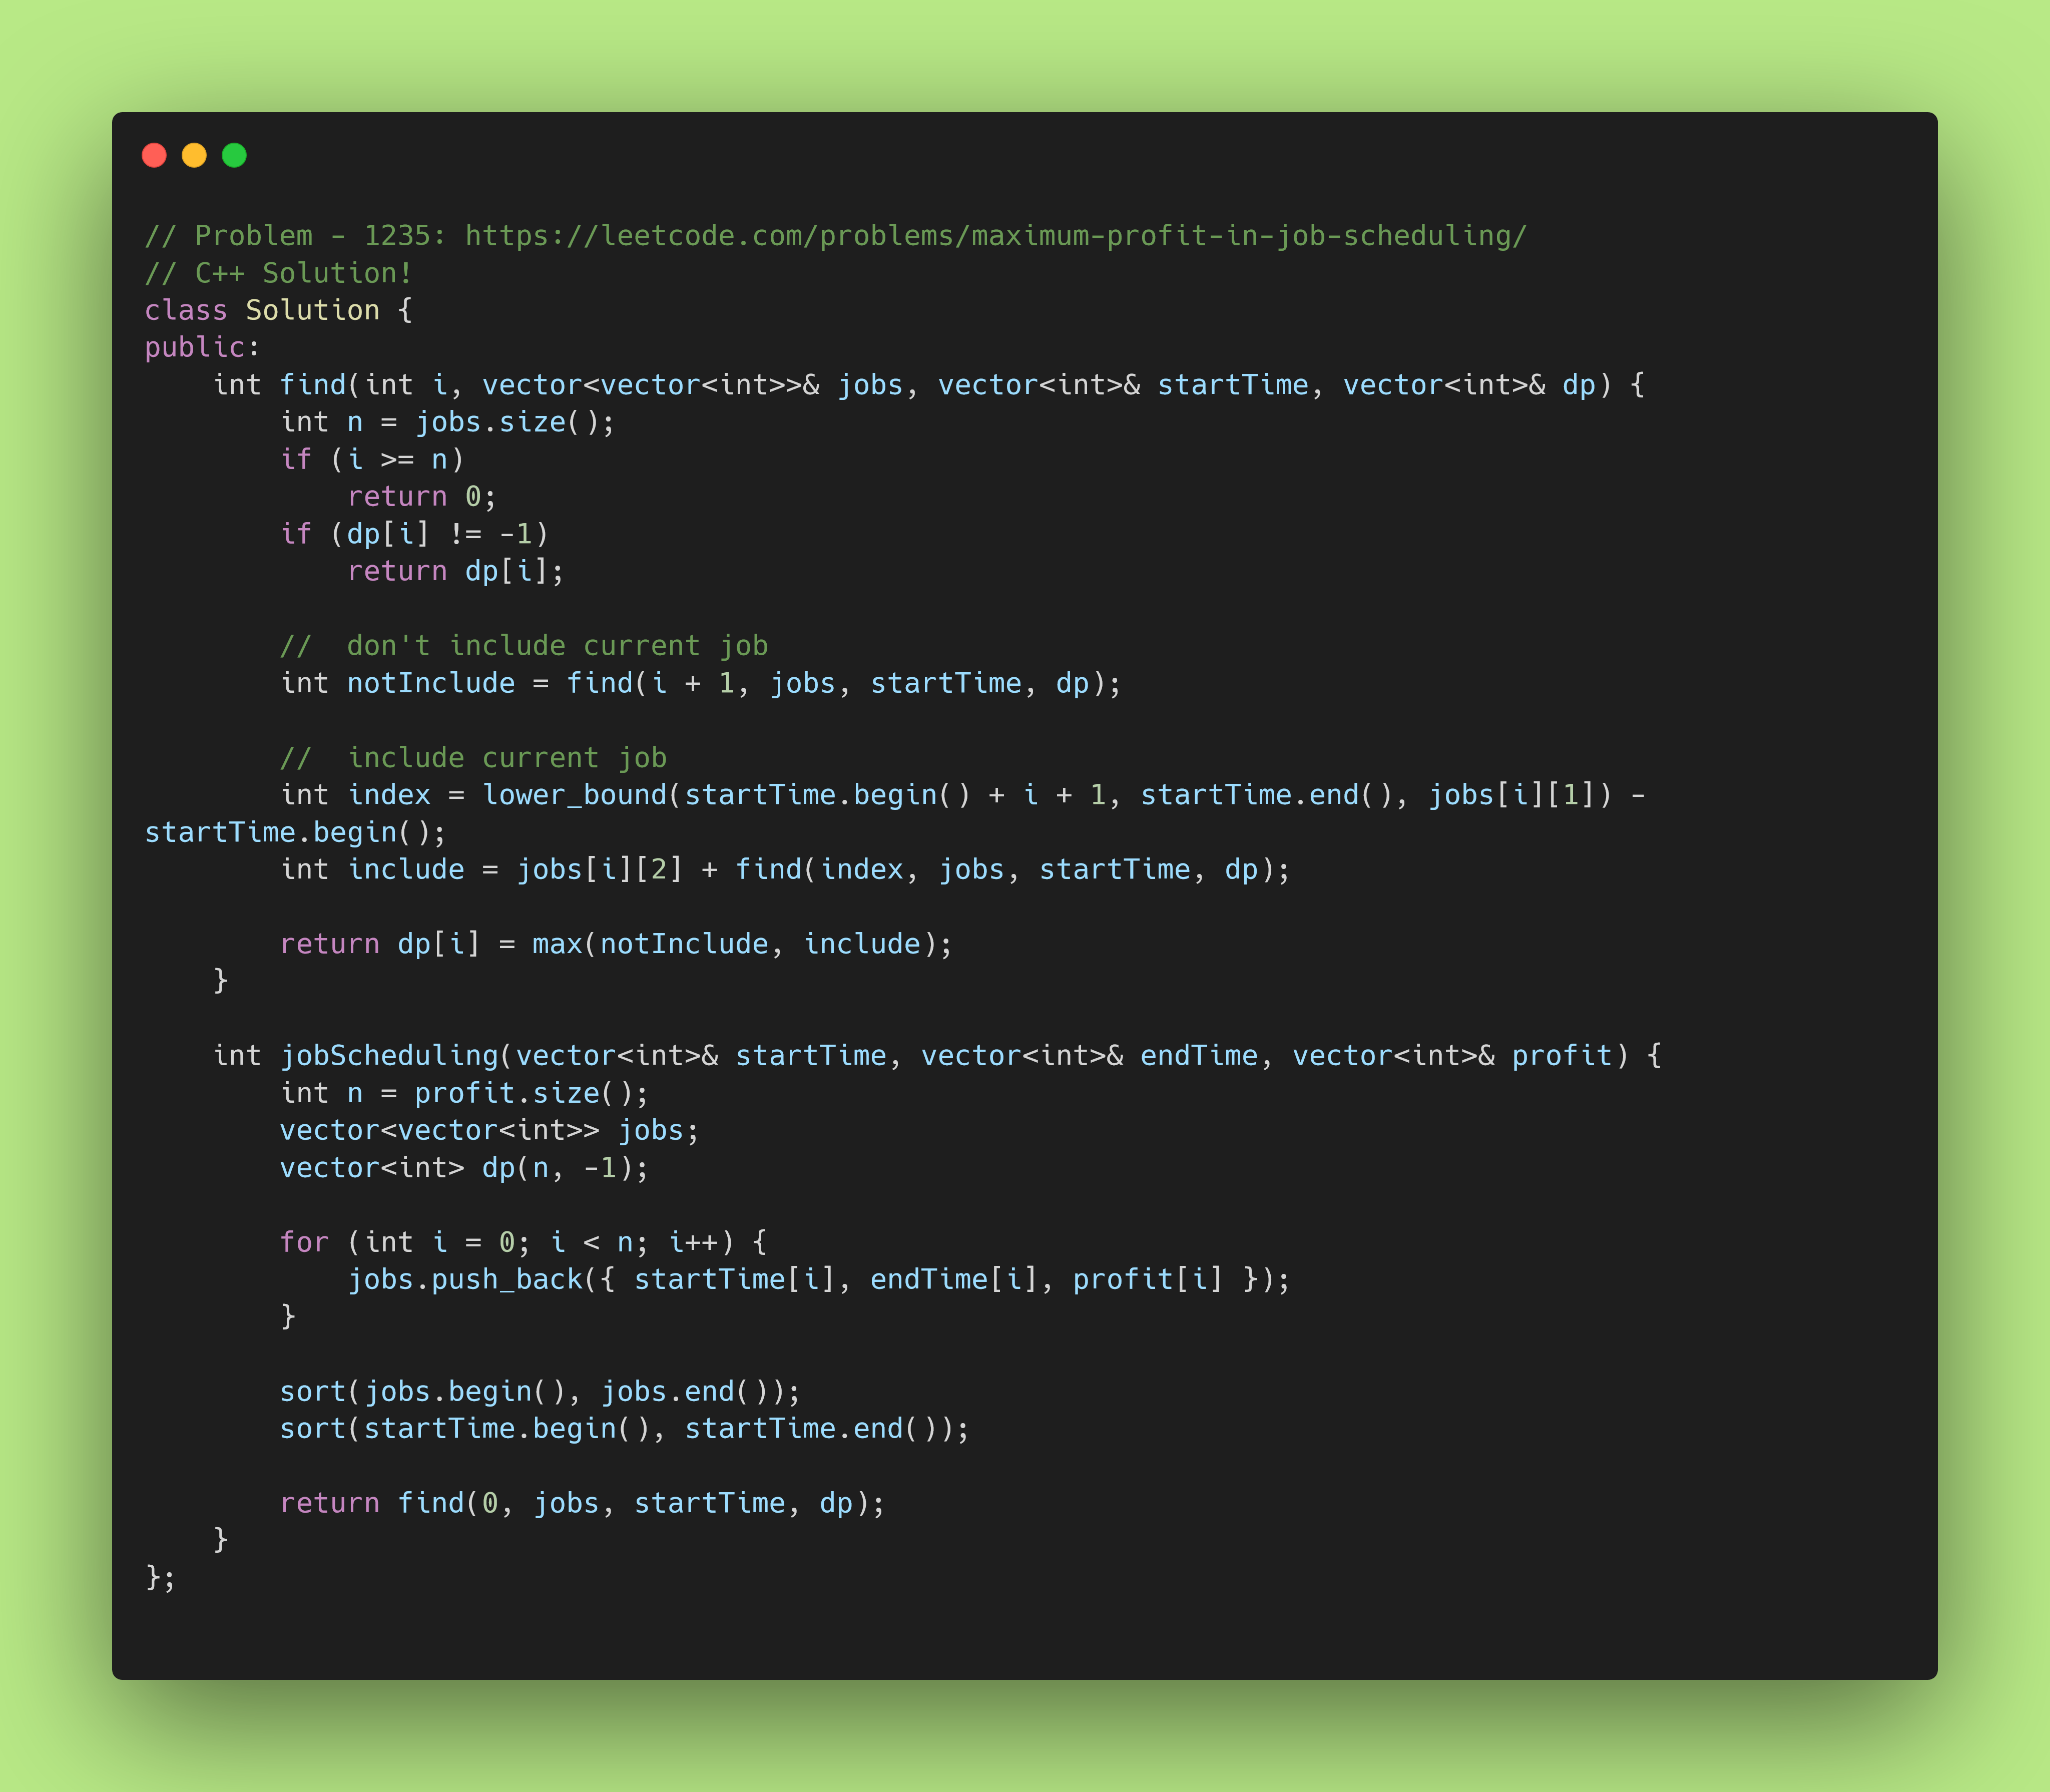 // Problem - 1235: https://leetcode.com/problems/maximum-profit-in-job-scheduling/
// C++ Solution!
class Solution {
public:
    int find(int i, vector<vector<int>>& jobs, vector<int>& startTime, vector<int>& dp) {
        int n = jobs.size();
        if (i >= n)
            return 0;
        if (dp[i] != -1)
            return dp[i];

        //  don't include current job
        int notInclude = find(i + 1, jobs, startTime, dp);

        //  include current job
        int index = lower_bound(startTime.begin() + i + 1, startTime.end(), jobs[i][1]) -
startTime.begin();
        int include = jobs[i][2] + find(index, jobs, startTime, dp);

        return dp[i] = max(notInclude, include);
    }

    int jobScheduling(vector<int>& startTime, vector<int>& endTime, vector<int>& profit) {
        int n = profit.size();
        vector<vector<int>> jobs;
        vector<int> dp(n, -1);

        for (int i = 0; i < n; i++) {
            jobs.push_back({ startTime[i], endTime[i], profit[i] });
        }

        sort(jobs.begin(), jobs.end());
        sort(startTime.begin(), startTime.end());

        return find(0, jobs, startTime, dp);
    }
};